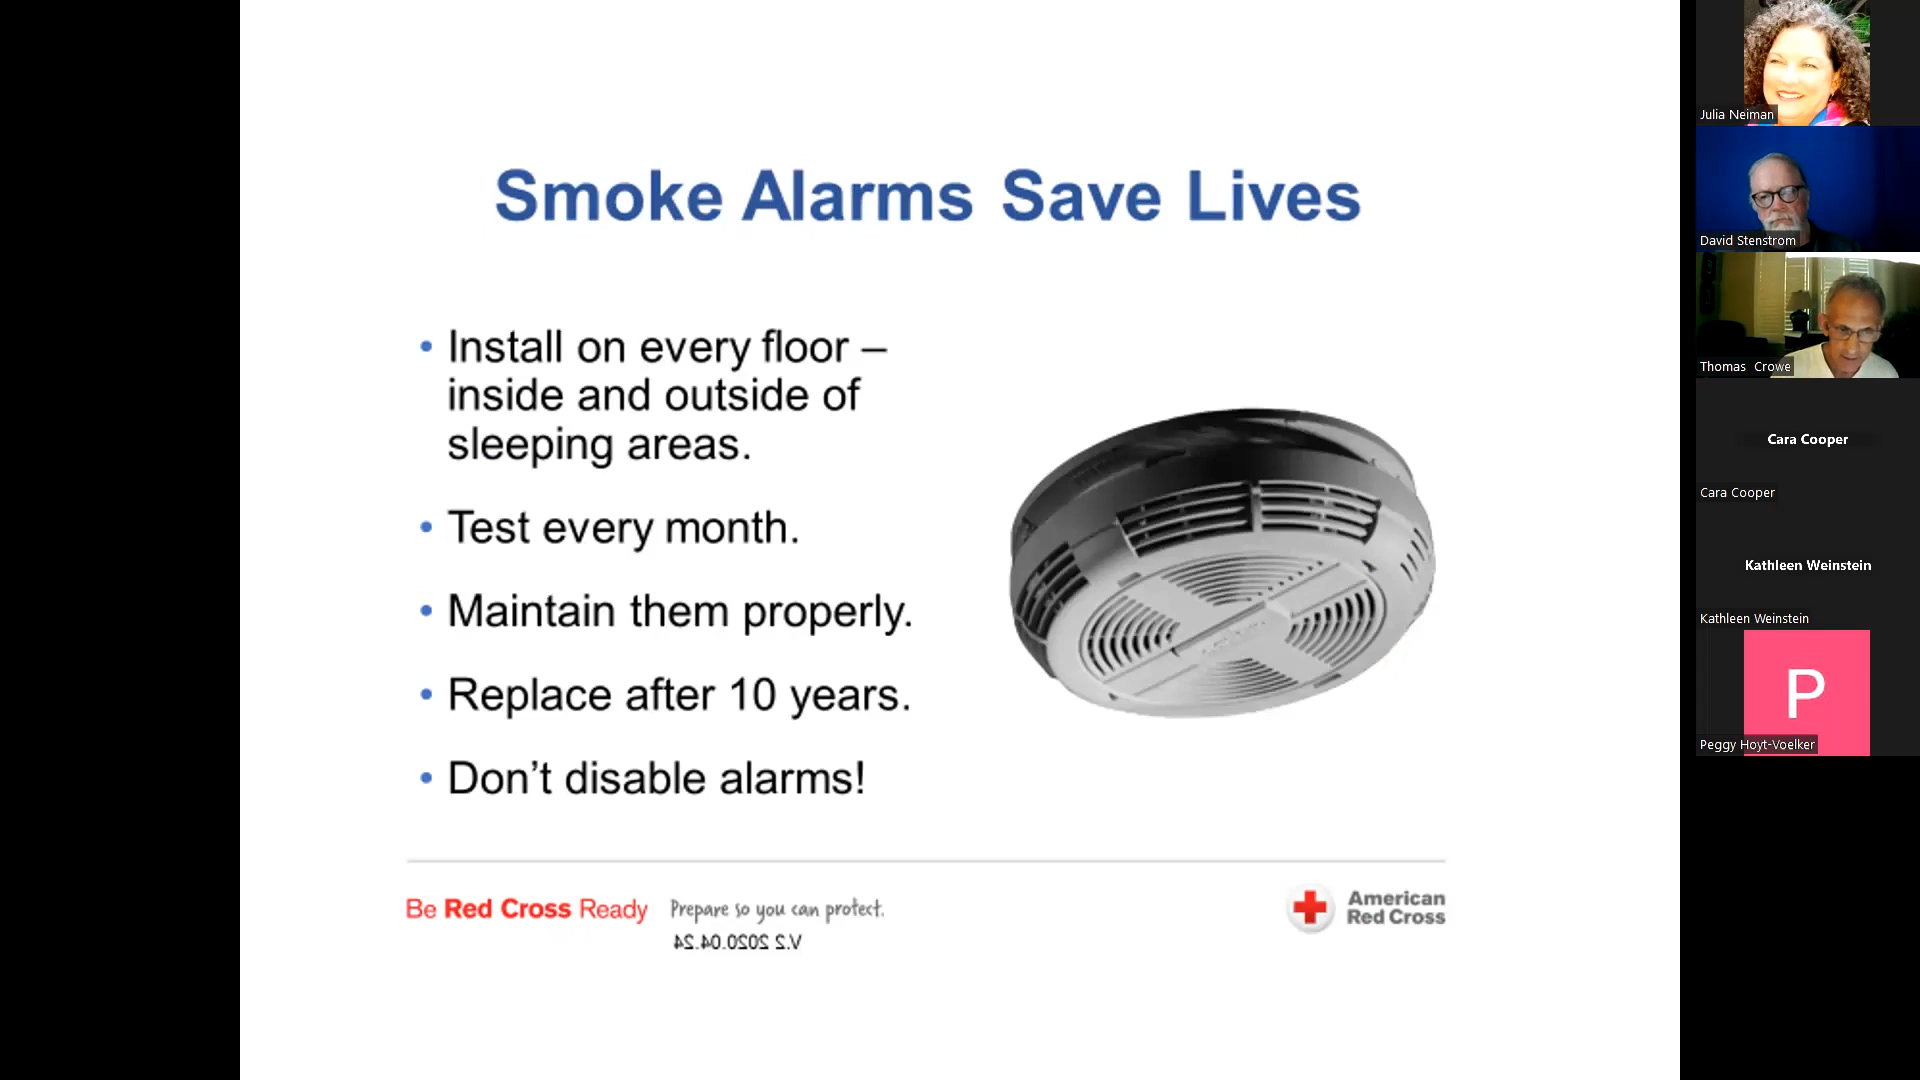 Smoke Alarms Save Lives
• Install on every floor –
inside and outside of
sleeping areas.
• Test every month.
• Maintain them properly.
• Replace after 10 years.
• Don’t disable alarms!
Be Red Cross Ready
Prepare so you can protect.
V.2 2020.04.24
American
Red Cross
Julia Neiman
David Stenstrom
Thomas Crowe
Cara Cooper
Cara Cooper
Kathleen Weinstein
Kathleen Weinstein
P
Peggy Hoyt-Voelker